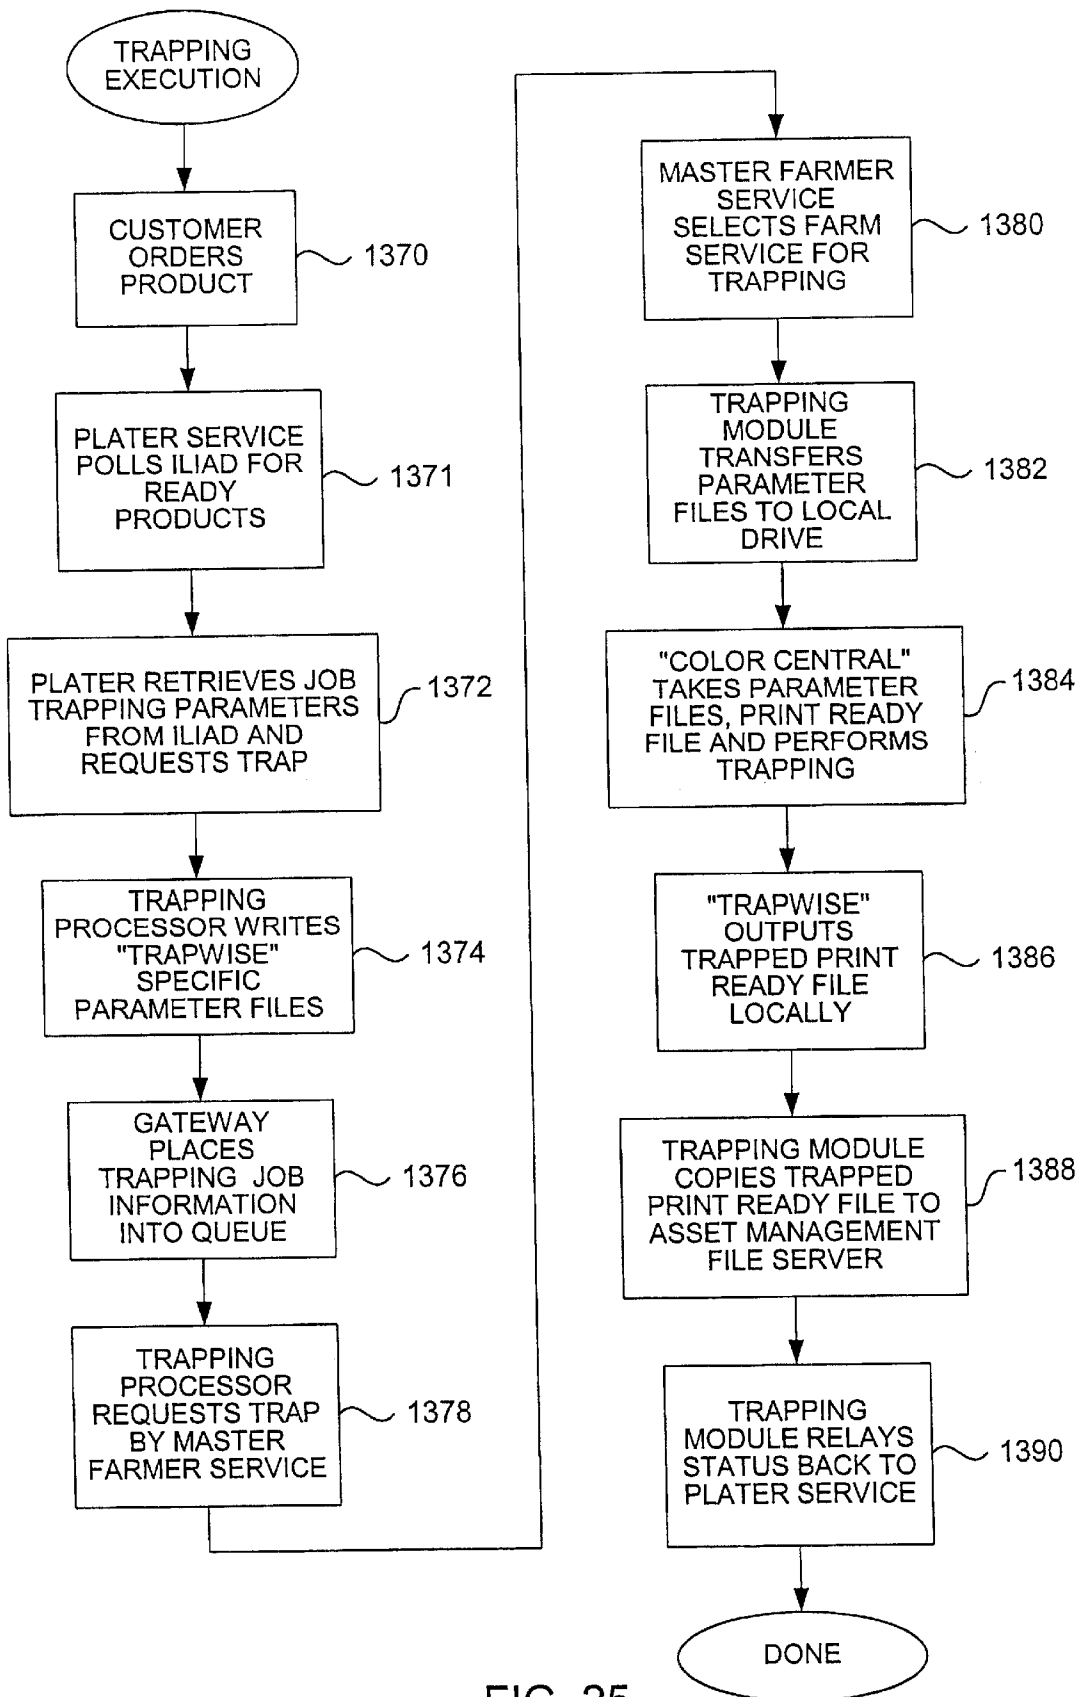 TRAPPING
EXECUTION
CUSTOMER
ORDERS
PRODUCT
1370
PLATER SERVICE
POLLS ILIAD FOR
READY
PRODUCTS
1371
PLATER RETRIEVES JOB
TRAPPING PARAMETERS
FROM ILIAD AND
REQUESTS TRAP
1372
TRAPPING
PROCESSOR WRITES
"TRAPWISE"
SPECIFIC
PARAMETER FILES
1374
GATEWAY
PLACES
TRAPPING JOB
INFORMATION
INTO QUEUE
1376
TRAPPING
PROCESSOR
REQUESTS TRAP
BY MASTER
FARMER SERVICE
1378
MASTER FARMER
SERVICE
SELECTS FARM
SERVICE FOR
TRAPPING
1380
TRAPPING
MODULE
TRANSFERS
PARAMETER
FILES TO LOCAL
DRIVE
1382
"COLOR CENTRAL"
TAKES PARAMETER
FILES, PRINT READY
FILE AND PERFORMS
TRAPPING
1384
"TRAPWISE"
OUTPUTS
TRAPPED PRINT
READY FILE
LOCALLY
1386
TRAPPING MODULE
COPIES TRAPPED
PRINT READY FILE TO
ASSET MANAGEMENT
FILE SERVER
1388
TRAPPING
MODULE RELAYS
STATUS BACK TO
PLATER SERVICE
1390
DONE
FIG. 25